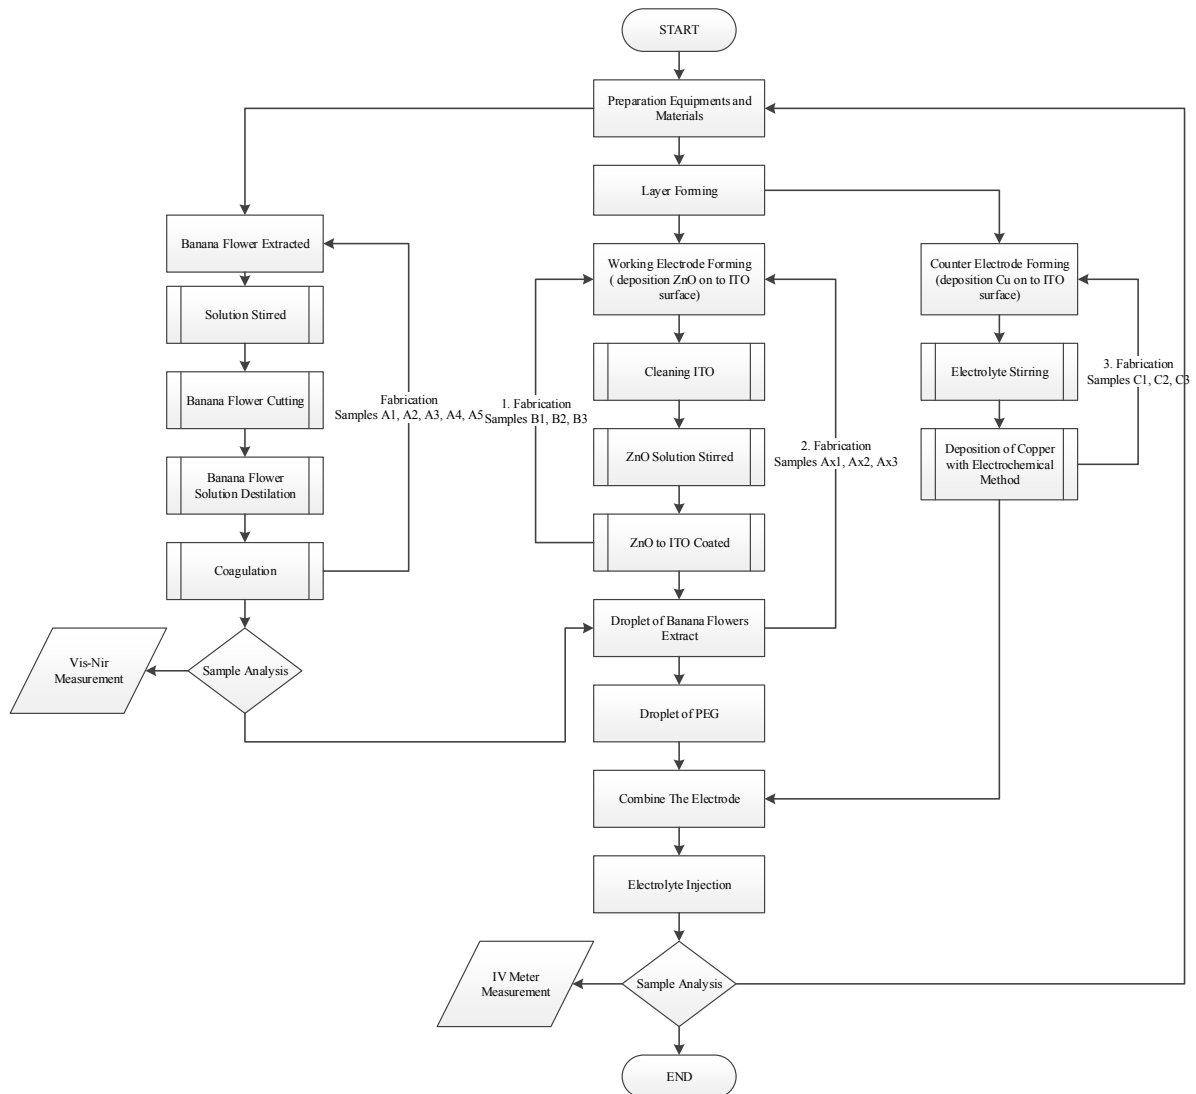 START
Preparation Equipments and
Materials
Layer Forming
Banana Flower Extracted
Solution Stirred
Banana Flower Cutting
Banana Flower
Solution Destilation
Coagulation
Fabrication
Samples A1, A2, A3, A4, A5
Sample Analysis
Vis-Nir
Measurement
Working Electrode Forming
( deposition ZnO on to ITO
surface)
Cleaning ITO
ZnO Solution Stirred
ZnO to ITO Coated
1. Fabrication
Samples B1, B2, B3
2. Fabrication
Samples Ax1, Ax2, Ax3
Counter Electrode Forming
(deposition Cu on to ITO
surface)
Electrolyte Stirring
Deposition of Copper
with Electrochemical
Method
3. Fabrication
Samples C1, C2, C3
Droplet of Banana Flowers
Extract
Droplet of PEG
Combine The Electrode
Electrolyte Injection
Sample Analysis
IV Meter
Measurement
END